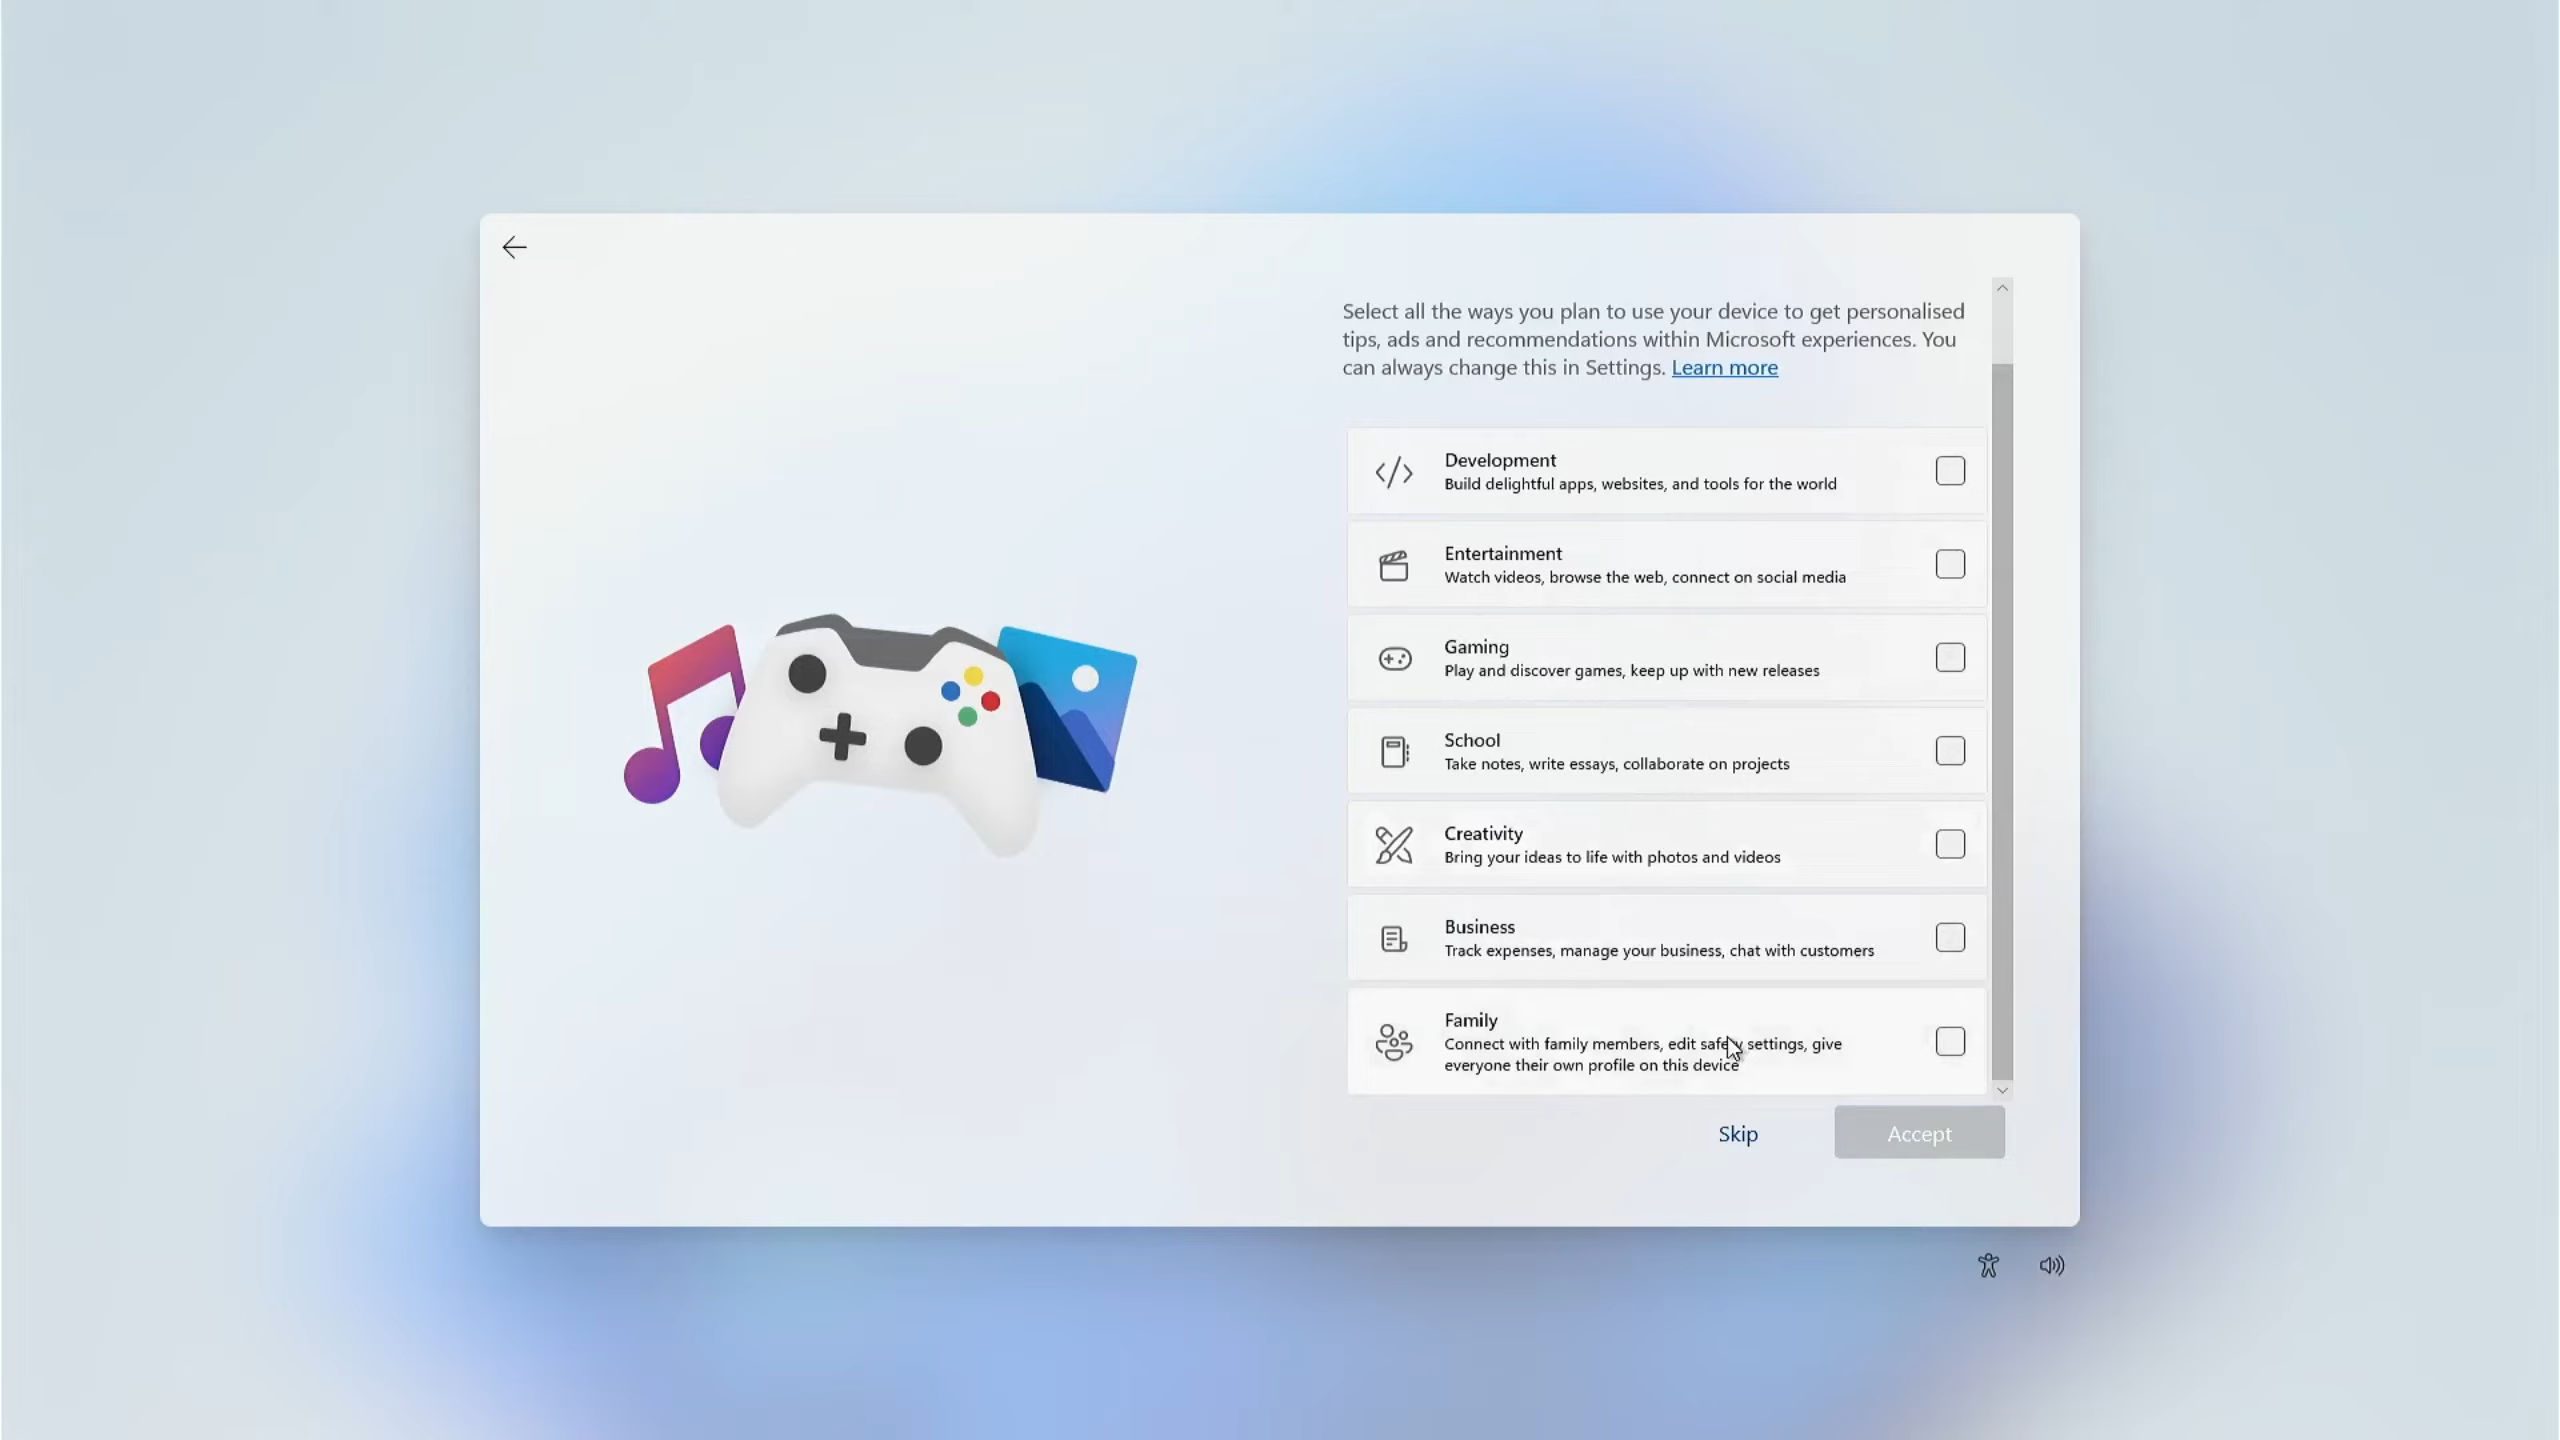 Select all the ways you plan to use your device to get personalised
tips, ads and recommendations within Microsoft experiences. You
can always change this in Settings. Learn more
Development
Build delightful apps, websites, and tools for the world
Entertainment
Watch videos, browse the web, connect on social media
Gaming
Play and discover games, keep up with new releases
School
Take notes, write essays, collaborate on projects
Creativity
Bring your ideas to life with photos and videos
Business
Track expenses, manage your business, chat with customers
Family
Connect with family members, edit safety settings, give
everyone their own profile on this device
Skip
Accept